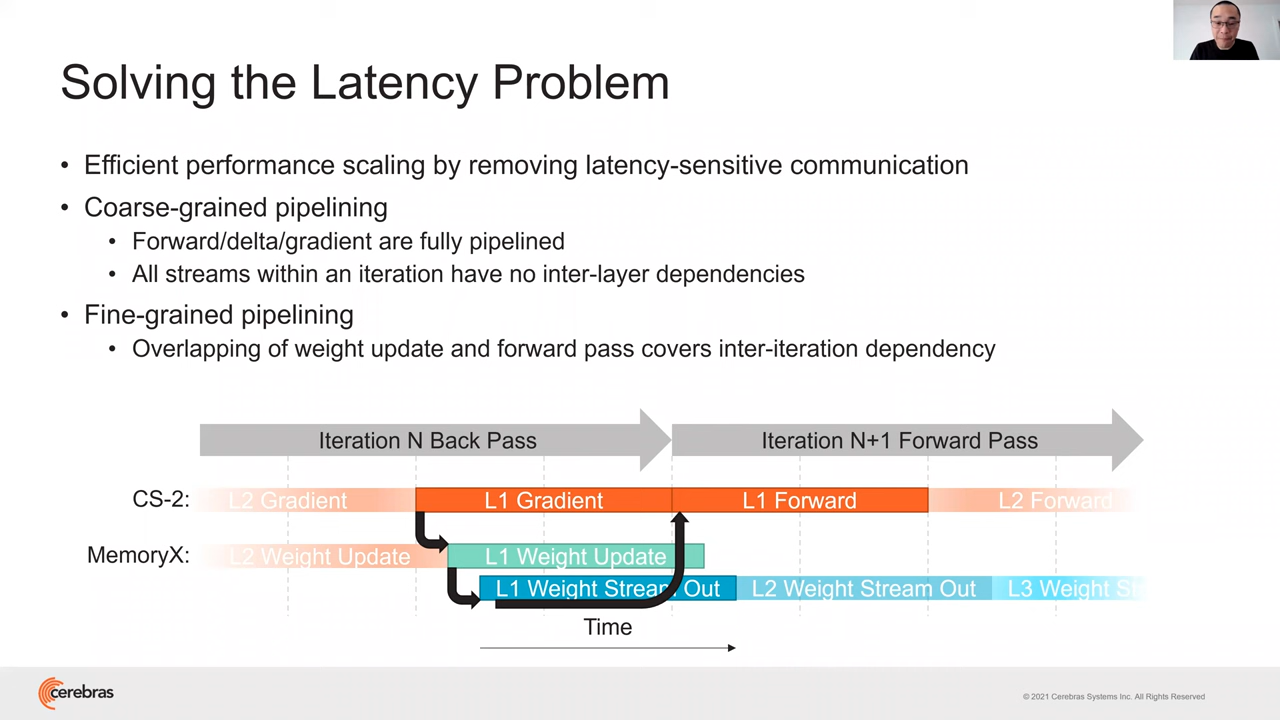 Solving the Latency Problem
• Efficient performance scaling by removing latency-sensitive communication
• Coarse-grained pipelining
• Forward/delta/gradient are fully pipelined
• All streams within an iteration have no inter-layer dependencies
• Fine-grained pipelining
• Overlapping of weight update and forward pass covers inter-iteration dependency
Iteration N Back Pass
Iteration N+1 Forward Pass
CS-2:
L2 Gradient
L1 Gradient
L1 Forward
L2 Forward
MemoryX:
L2 Weight Update
L1 Weight Update
L1 Weight Stream Out
L2 Weight Stream Out
L3 Weight St
Time
cerebras
© 2021 Cerebras Systems Inc. All Rights Reserved